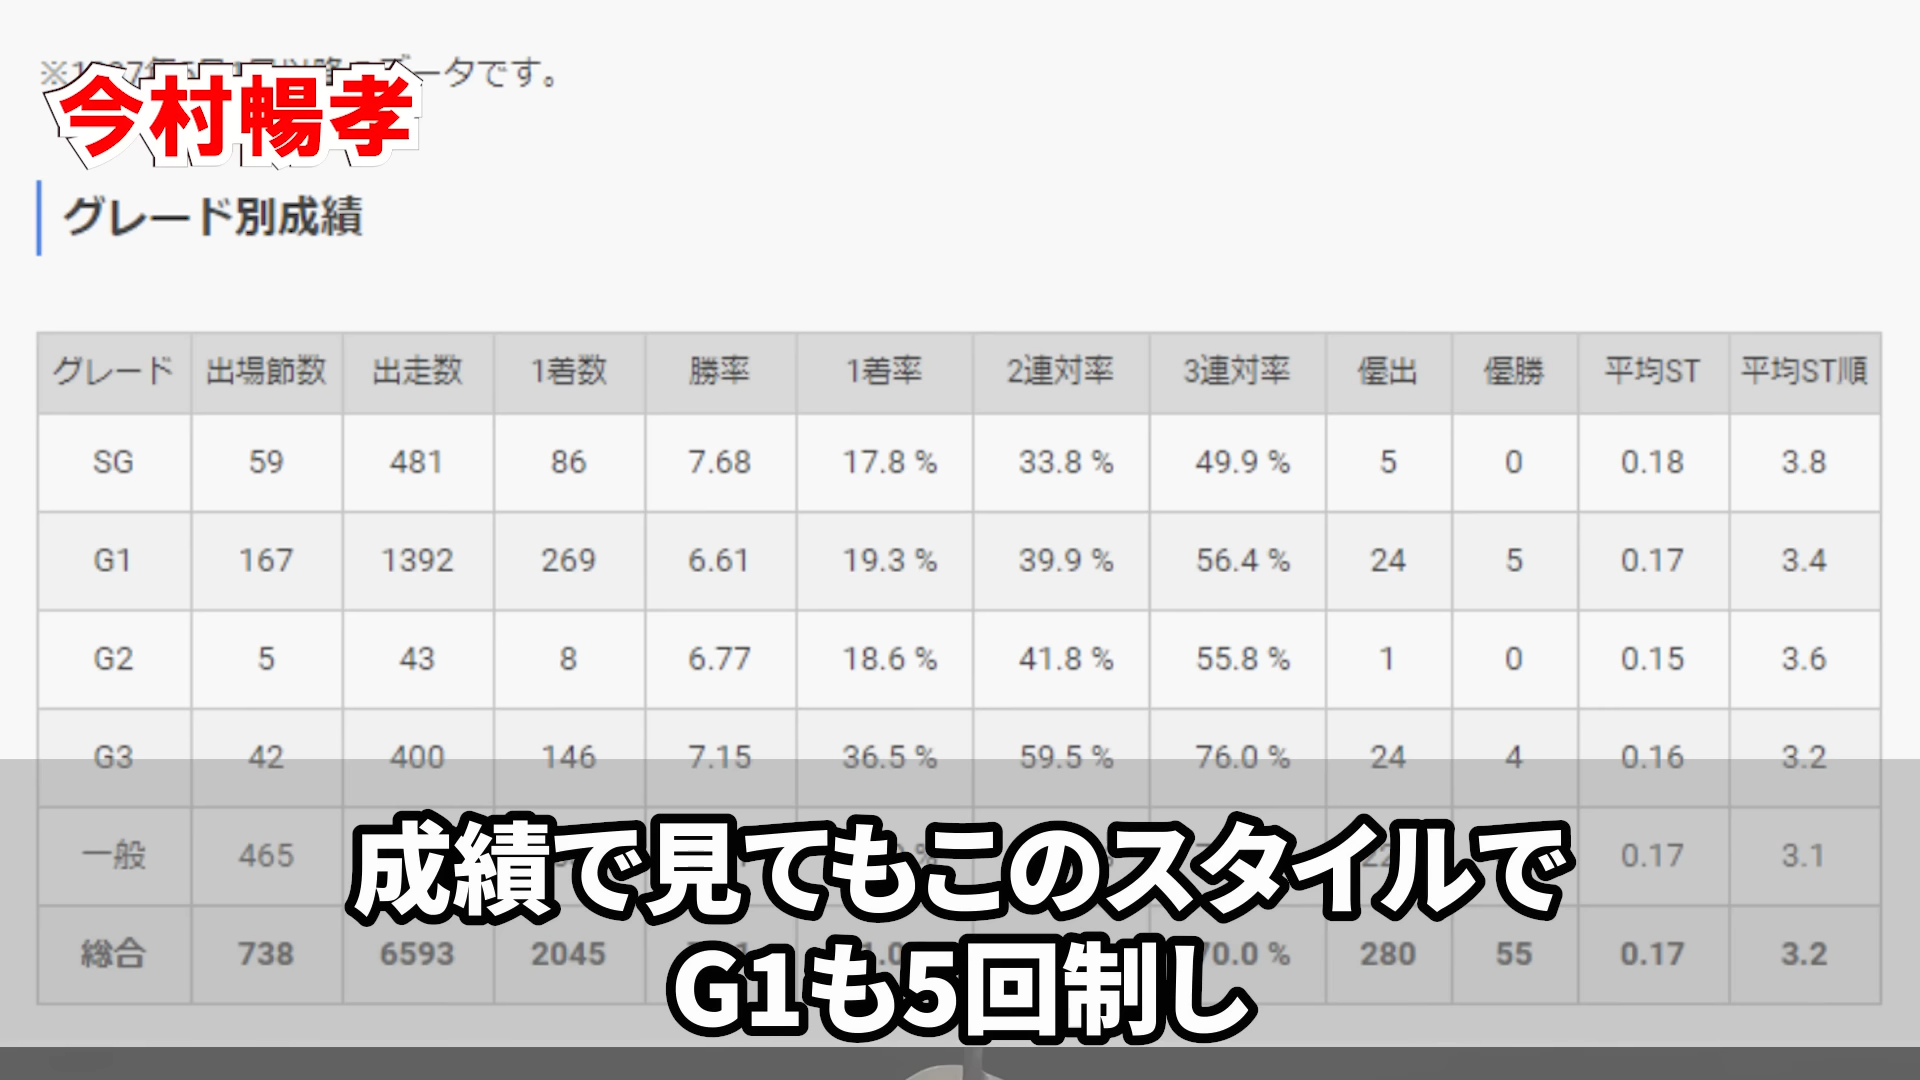 データです。
今村暢孝
グレード別成績
グレード 出場節数 出走数 1着数 勝率 1着率 2連対率 3連対率 優出 優勝 平均ST 平均ST順
SG 59 481 86 7.68 17.8 % 33.8 % 49.9 % 5 0 0.18 3.8
G1 167 1392 269 6.61 19.3 % 39.9 % 56.4 % 24 5 0.17 3.4
G2 5 43 8 6.77 18.6 % 41.8 % 55.8 % 1 0 0.15 3.6
G3 42 400 146 7.15 36.5 % 59.5 % 76.0 % 24 4 0.16 3.2
一般 465 0.17 3.1
総合 738 6593 2045 280 55 0.17 3.2
成績で見てもこのスタイルで
G1も5回制し